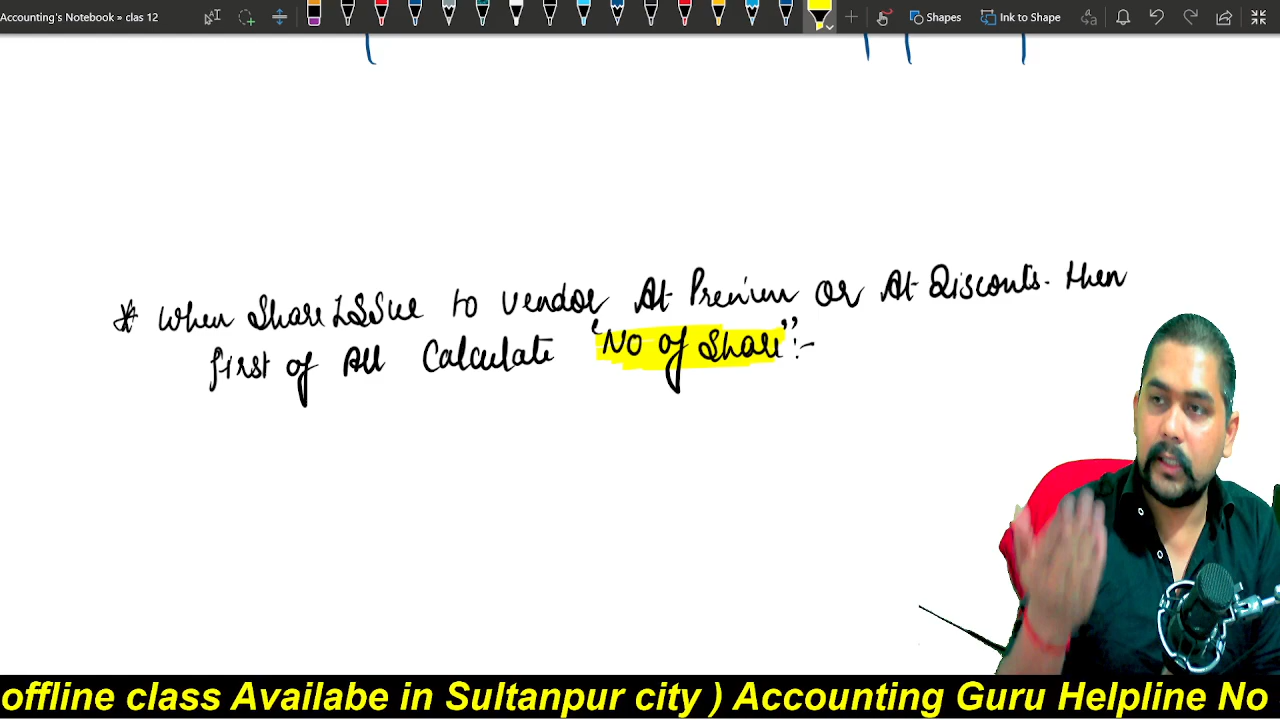 Accounting's Notebook » clas 12
Shapes
Ink to Shape
* When Share ISSue to vendor At Premium or At Disconts. then
first of All Calculate "No of Share" :-
offline class Availabe in Sultanpur city ) Accounting Guru Helpline No